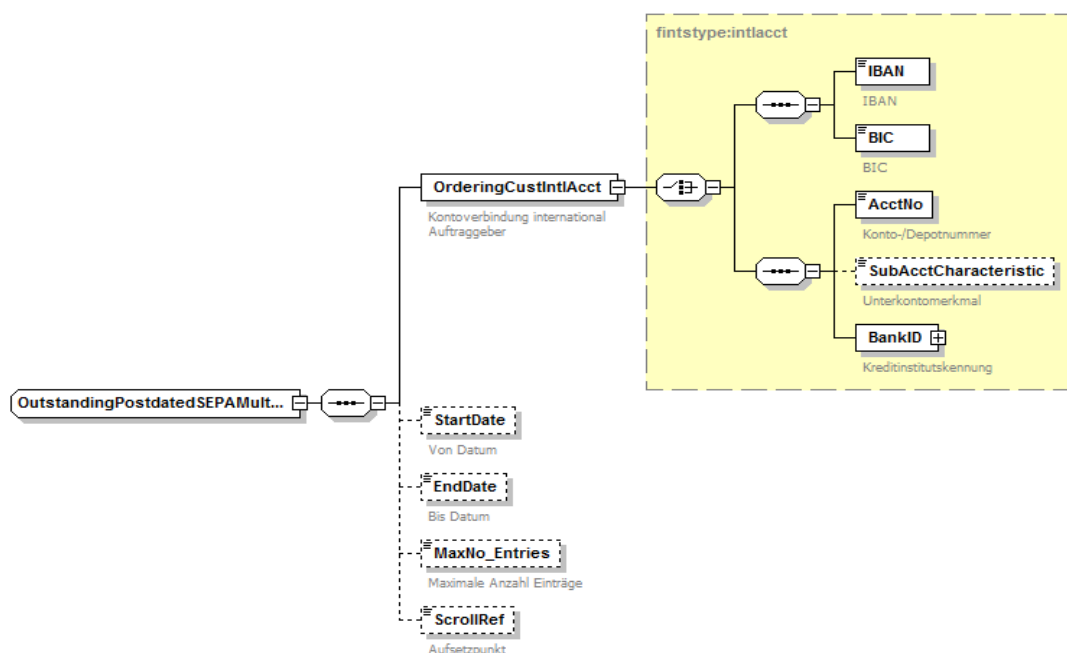 fintstype:intlacct
IBAN
IBAN
BIC
BIC
OrderingCustIntlAcct
Kontoverbindung international
Auftraggeber
AcctNo
Konto-/Depotnummer
SubAcctCharacteristic
Unterkontomerkmal
BankID
Kreditinstitutskennung
OutstandingPostdatedSEPAMult...
StartDate
Von Datum
EndDate
Bis Datum
MaxNo_Entries
Maximale Anzahl Einträge
ScrollRef
Aufsetzpunkt